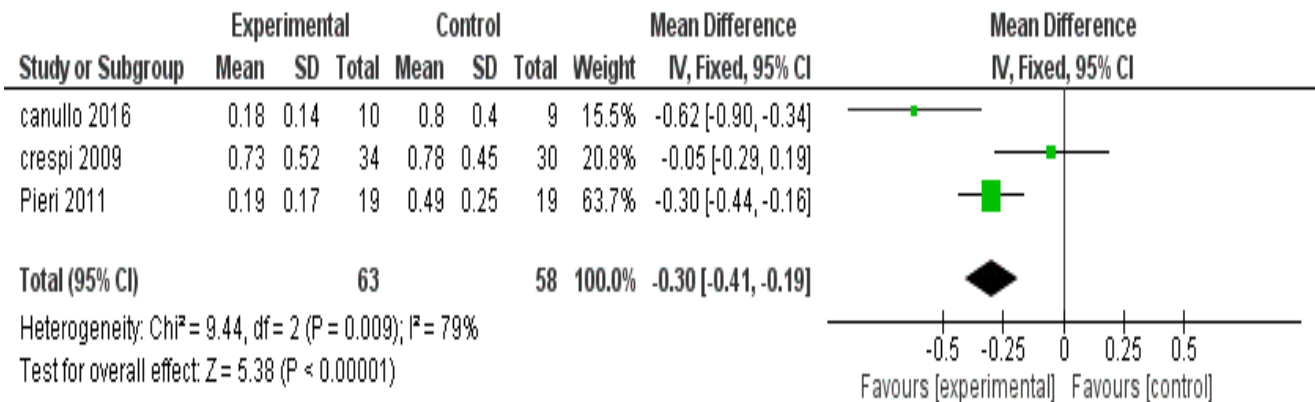 Experimental Control Mean Difference Mean Difference
Study or Subgroup Mean SD Total Mean SD Total Weight IV, Fixed, 95% CI IV, Fixed, 95% CI
canullo 2016 0.18 0.14 10 0.8 0.4 9 15.5% -0.62 [-0.90, -0.34]
crespi 2009 0.73 0.52 34 0.78 0.45 30 20.8% -0.05 [-0.29, 0.19]
Pieri 2011 0.19 0.17 19 0.49 0.25 19 63.7% -0.30 [-0.44, -0.16]
Total (95% CI) 63 58 100.0% -0.30 [-0.41, -0.19]
Heterogeneity: Chi² = 9.44, df = 2 (P = 0.009); I² = 79%
Test for overall effect: Z = 5.38 (P < 0.00001)
-0.5 -0.25 0 0.25 0.5
Favours [experimental] Favours [control]